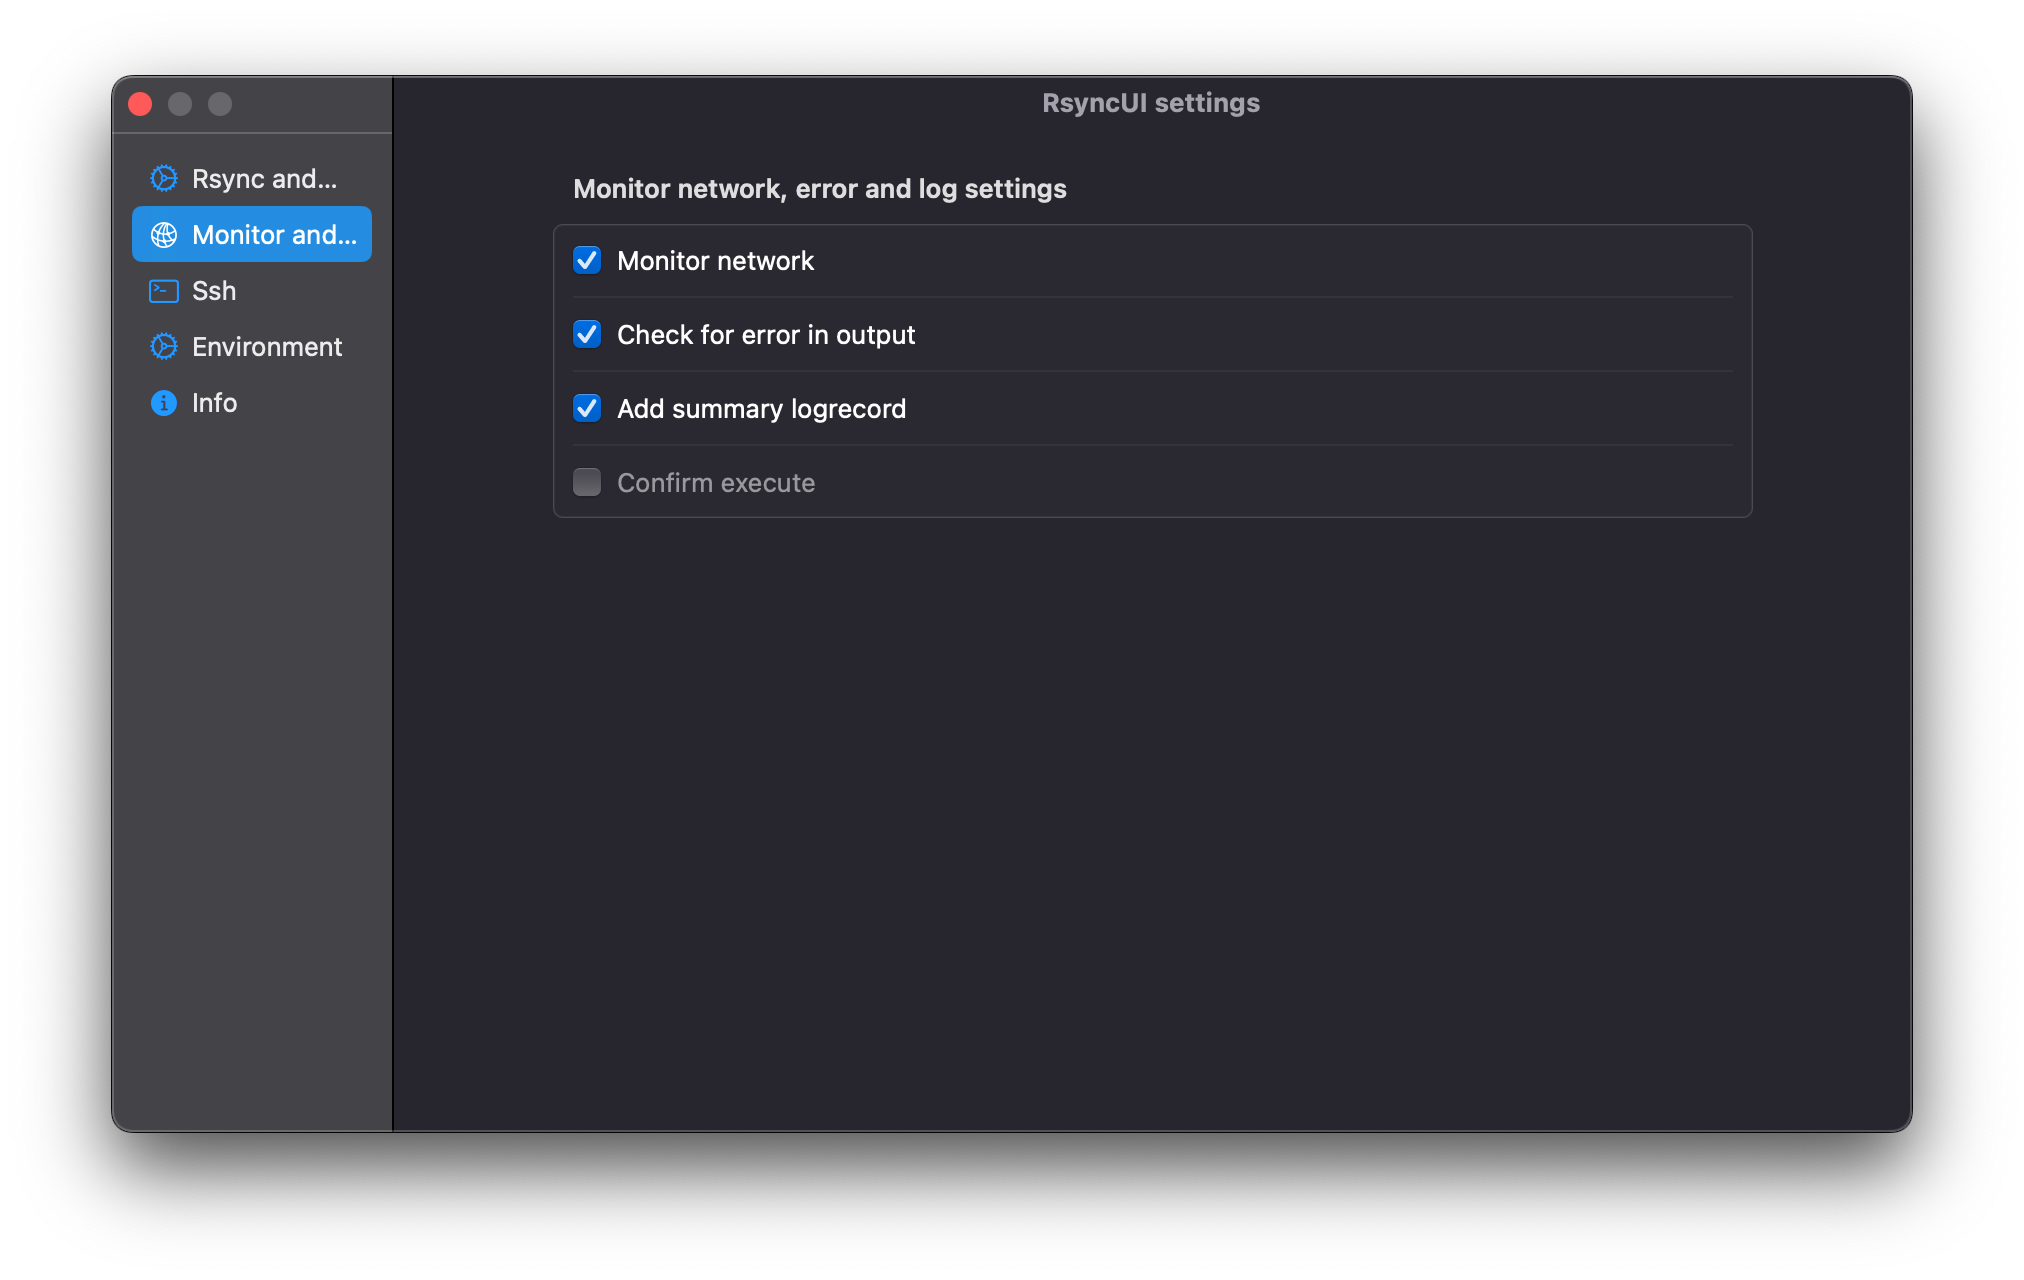 RsyncUI settings
Rsync and...
Monitor and...
Ssh
Environment
Info
Monitor network, error and log settings
Monitor network
Check for error in output
Add summary logrecord
Confirm execute